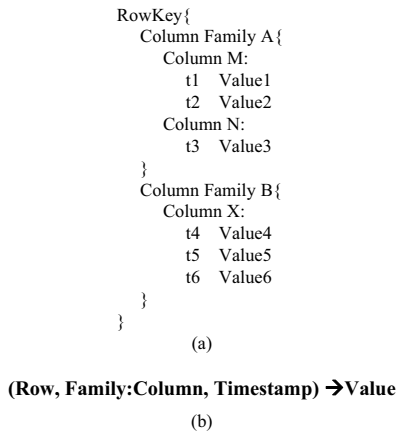 RowKey{
Column Family A{
Column M:
t1 Value1
t2 Value2
Column N:
t3 Value3
}
Column Family B{
Column X:
t4 Value4
t5 Value5
t6 Value6
}
}
(a)
(Row, Family:Column, Timestamp) →Value
(b)